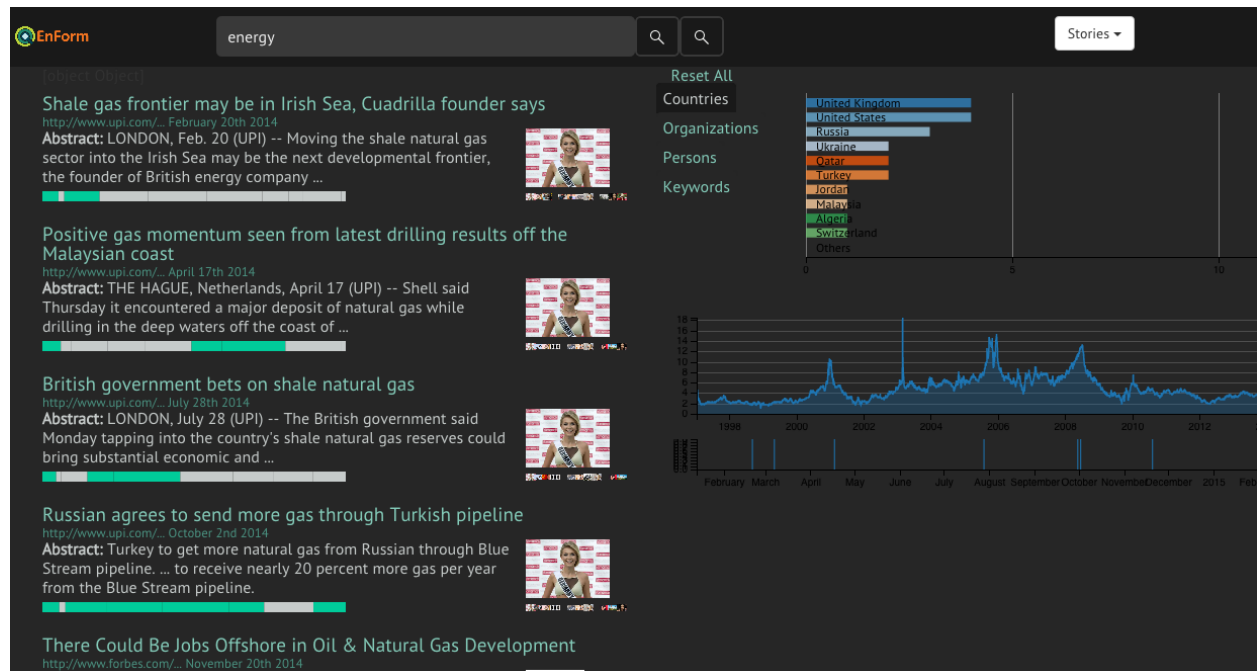 EnForm
energy
Stories
[object Object]
Shale gas frontier may be in Irish Sea, Cuadrilla founder says
http://www.upi.com/... February 20th 2014
Abstract: LONDON, Feb. 20 (UPI) -- Moving the shale natural gas
sector into the Irish Sea may be the next developmental frontier,
the founder of British energy company ...
Positive gas momentum seen from latest drilling results off the
Malaysian coast
http://www.upi.com/... April 17th 2014
Abstract: THE HAGUE, Netherlands, April 17 (UPI) -- Shell said
Thursday it encountered a major deposit of natural gas while
drilling in the deep waters off the coast of ...
British government bets on shale natural gas
http://www.upi.com/... July 28th 2014
Abstract: LONDON, July 28 (UPI) -- The British government said
Monday tapping into the country's shale natural gas reserves could
bring substantial economic and ...
Russian agrees to send more gas through Turkish pipeline
http://www.upi.com/... October 2nd 2014
Abstract: Turkey to get more natural gas from Russian through Blue
Stream pipeline. ... to receive nearly 20 percent more gas per year
from the Blue Stream pipeline.
There Could Be Jobs Offshore in Oil & Natural Gas Development
http://www.forbes.com/... November 20th 2014
Reset All
Countries
Organizations
Persons
Keywords
United Kingdom
United States
Russia
Ukraine
Qatar
Turkey
Jordan
Malaysia
Algeria
Switzerland
Others
0 5 10
18
16
14
12
10
8
6
4
2
0
1998 2000 2002 2004 2006 2008 2010 2012
February March April May June July August September October November December 2015 Feb